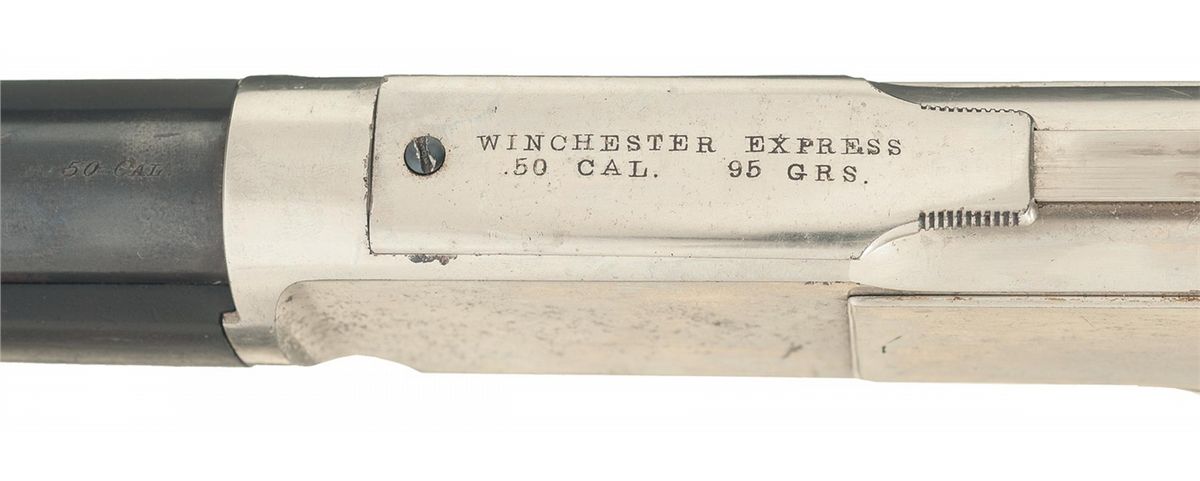 50 CAL.
WINCHESTER EXPRESS
.50 CAL. 95 GRS.